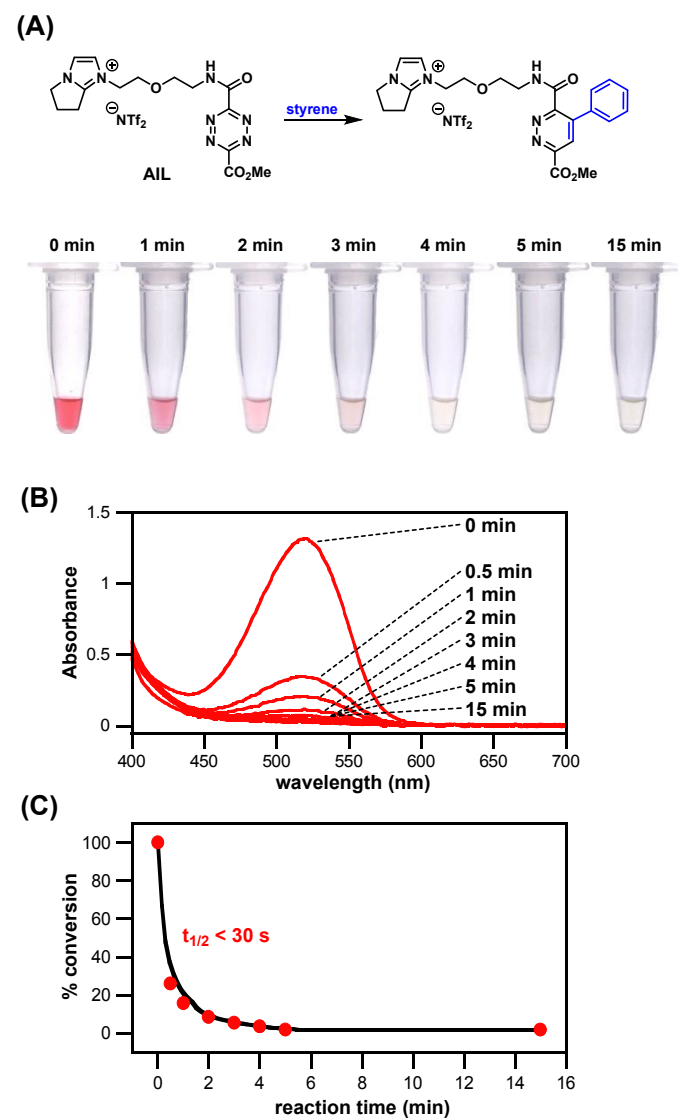 (A)
N
N
⊕
O
H
N
O
⊖
NTf₂
N
N
N
N
CO₂Me
AIL
styrene
N
N
⊕
O
H
N
O
⊖
NTf₂
N
N
CO₂Me
0 min 1 min 2 min 3 min 4 min 5 min 15 min
(B)
Absorbance
1.5
1
0.5
0
0 min
0.5 min
1 min
2 min
3 min
4 min
5 min
15 min
400 450 500 550 600 650 700
wavelength (nm)
(C)
% conversion
100
80
60
40
20
0
t1/2 < 30 s
0 2 4 6 8 10 12 14 16
reaction time (min)